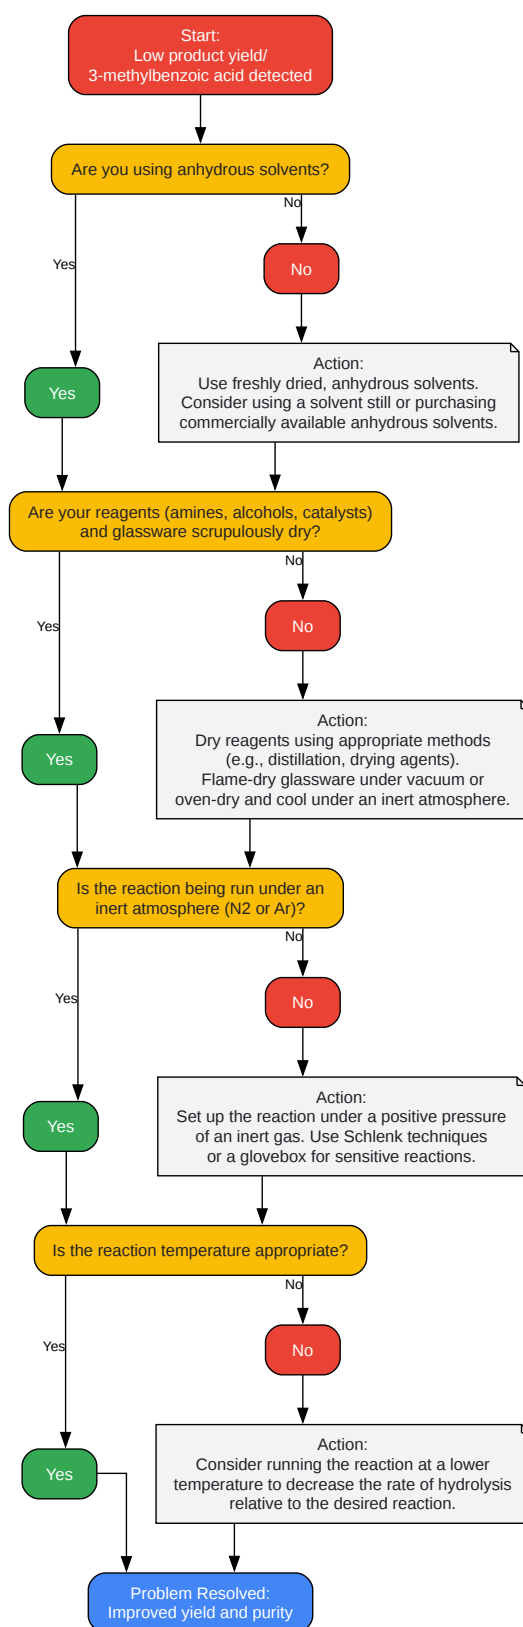 Start:
Low product yield/
3-methylbenzoic acid detected
Are you using anhydrous solvents?
No
Yes
No
Action:
Use freshly dried, anhydrous solvents.
Consider using a solvent still or purchasing
commercially available anhydrous solvents.
Yes
Are your reagents (amines, alcohols, catalysts)
and glassware scrupulously dry?
No
Yes
No
Action:
Dry reagents using appropriate methods
(e.g., distillation, drying agents).
Flame-dry glassware under vacuum or
oven-dry and cool under an inert atmosphere.
Yes
Is the reaction being run under an
inert atmosphere (N2 or Ar)?
No
Yes
No
Action:
Set up the reaction under a positive pressure
of an inert gas. Use Schlenk techniques
or a glovebox for sensitive reactions.
Yes
Is the reaction temperature appropriate?
No
Yes
No
Action:
Consider running the reaction at a lower
temperature to decrease the rate of hydrolysis
relative to the desired reaction.
Yes
Problem Resolved:
Improved yield and purity